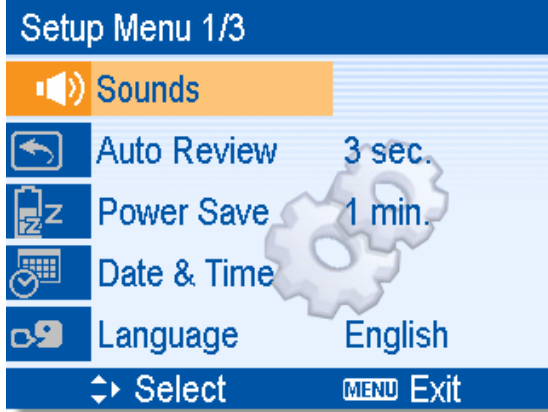 Setup Menu 1/3
Sounds
Auto Review 3 sec.
Power Save 1 min.
Date & Time
Language English
Select MENU Exit